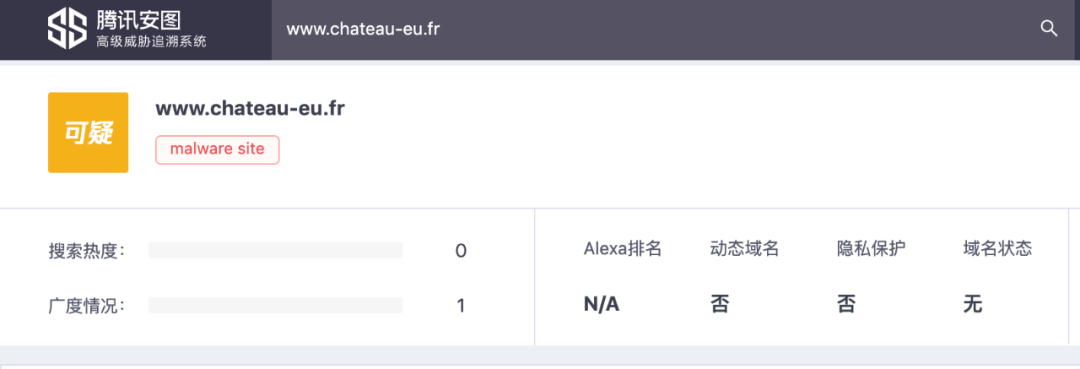 腾讯安图
高级威胁追溯系统
www.chateau-eu.fr
可疑
www.chateau-eu.fr
malware site
搜索热度： 0
广度情况： 1
Alexa排名 动态域名 隐私保护 域名状态
N/A 否 否 无